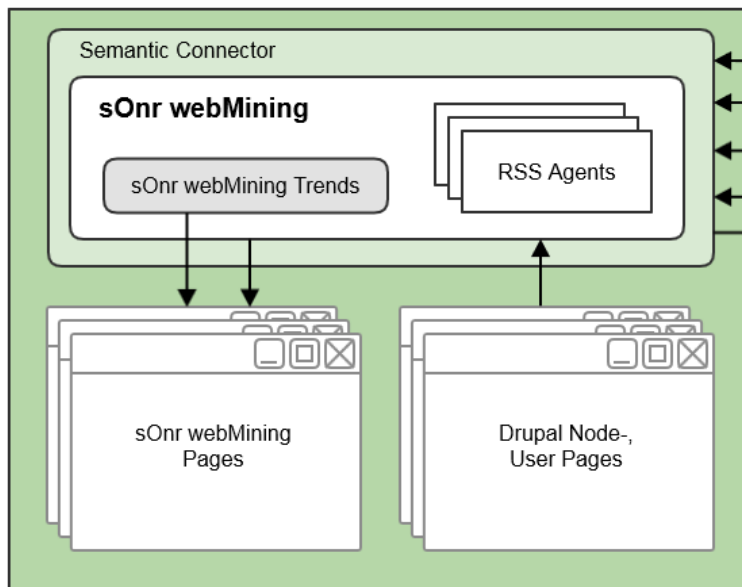 Semantic Connector
sOnr webMining
sOnr webMining Trends
RSS Agents
sOnr webMining
Pages
Drupal Node-,
User Pages